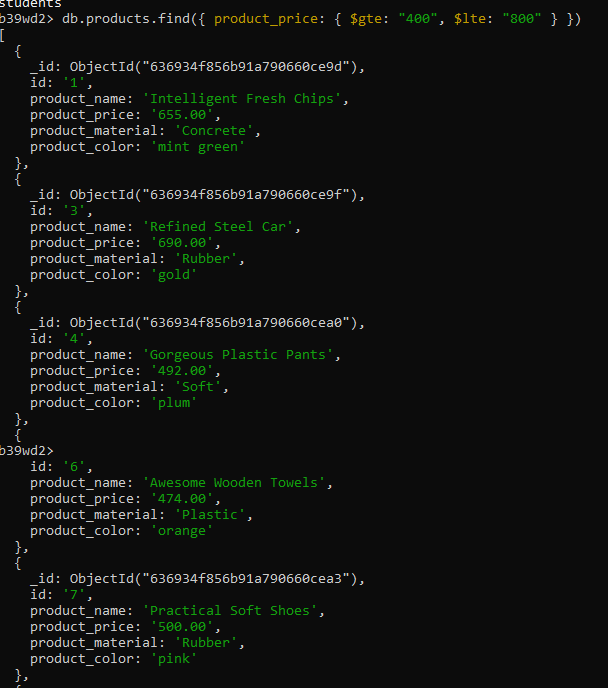 students
b39wd2> db.products.find({ product_price: { $gte: "400", $lte: "800" } })
[
  {
    _id: ObjectId("636934f856b91a790660ce9d"),
    id: '1',
    product_name: 'Intelligent Fresh Chips',
    product_price: '655.00',
    product_material: 'Concrete',
    product_color: 'mint green'
  },
  {
    _id: ObjectId("636934f856b91a790660ce9f"),
    id: '3',
    product_name: 'Refined Steel Car',
    product_price: '690.00',
    product_material: 'Rubber',
    product_color: 'gold'
  },
  {
    _id: ObjectId("636934f856b91a790660cea0"),
    id: '4',
    product_name: 'Gorgeous Plastic Pants',
    product_price: '492.00',
    product_material: 'Soft',
    product_color: 'plum'
  },
  {
b39wd2>
    id: '6',
    product_name: 'Awesome Wooden Towels',
    product_price: '474.00',
    product_material: 'Plastic',
    product_color: 'orange'
  },
  {
    _id: ObjectId("636934f856b91a790660cea3"),
    id: '7',
    product_name: 'Practical Soft Shoes',
    product_price: '500.00',
    product_material: 'Rubber',
    product_color: 'pink'
  },
  {